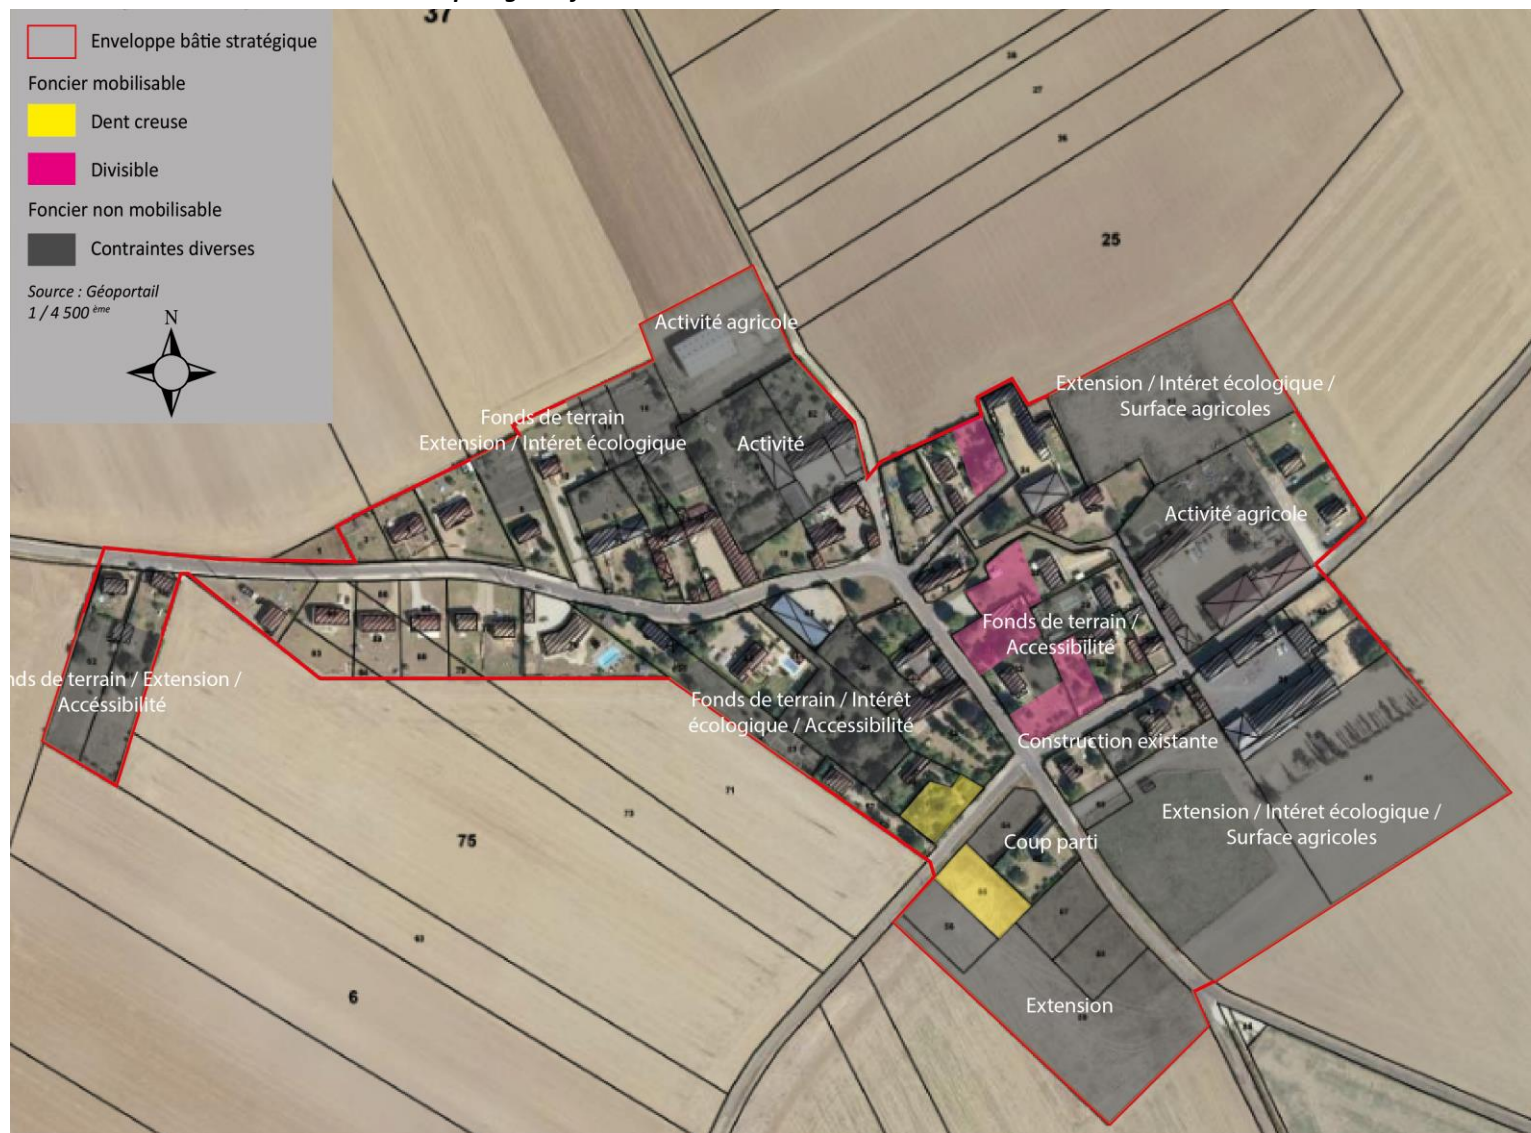 37
Enveloppe bâtie stratégique
Foncier mobilisable
Dent creuse
Divisible
Foncier non mobilisable
Contraintes diverses
Source : Géoportail
1 / 4 500 ème
N
27
25
Activité agricole
Extension / Intéret écologique /
Surface agricoles
Fonds de terrain
Extension / Intéret écologique
Activité
Activité agricole
Fonds de terrain /
Accessibilité
nds de terrain / Extension /
Accéssibilité
Fonds de terrain / Intérêt
écologique / Accessibilité
Construction existante
71
73
75
Extension / Intéret écologique /
Surface agricoles
Coup parti
6
Extension